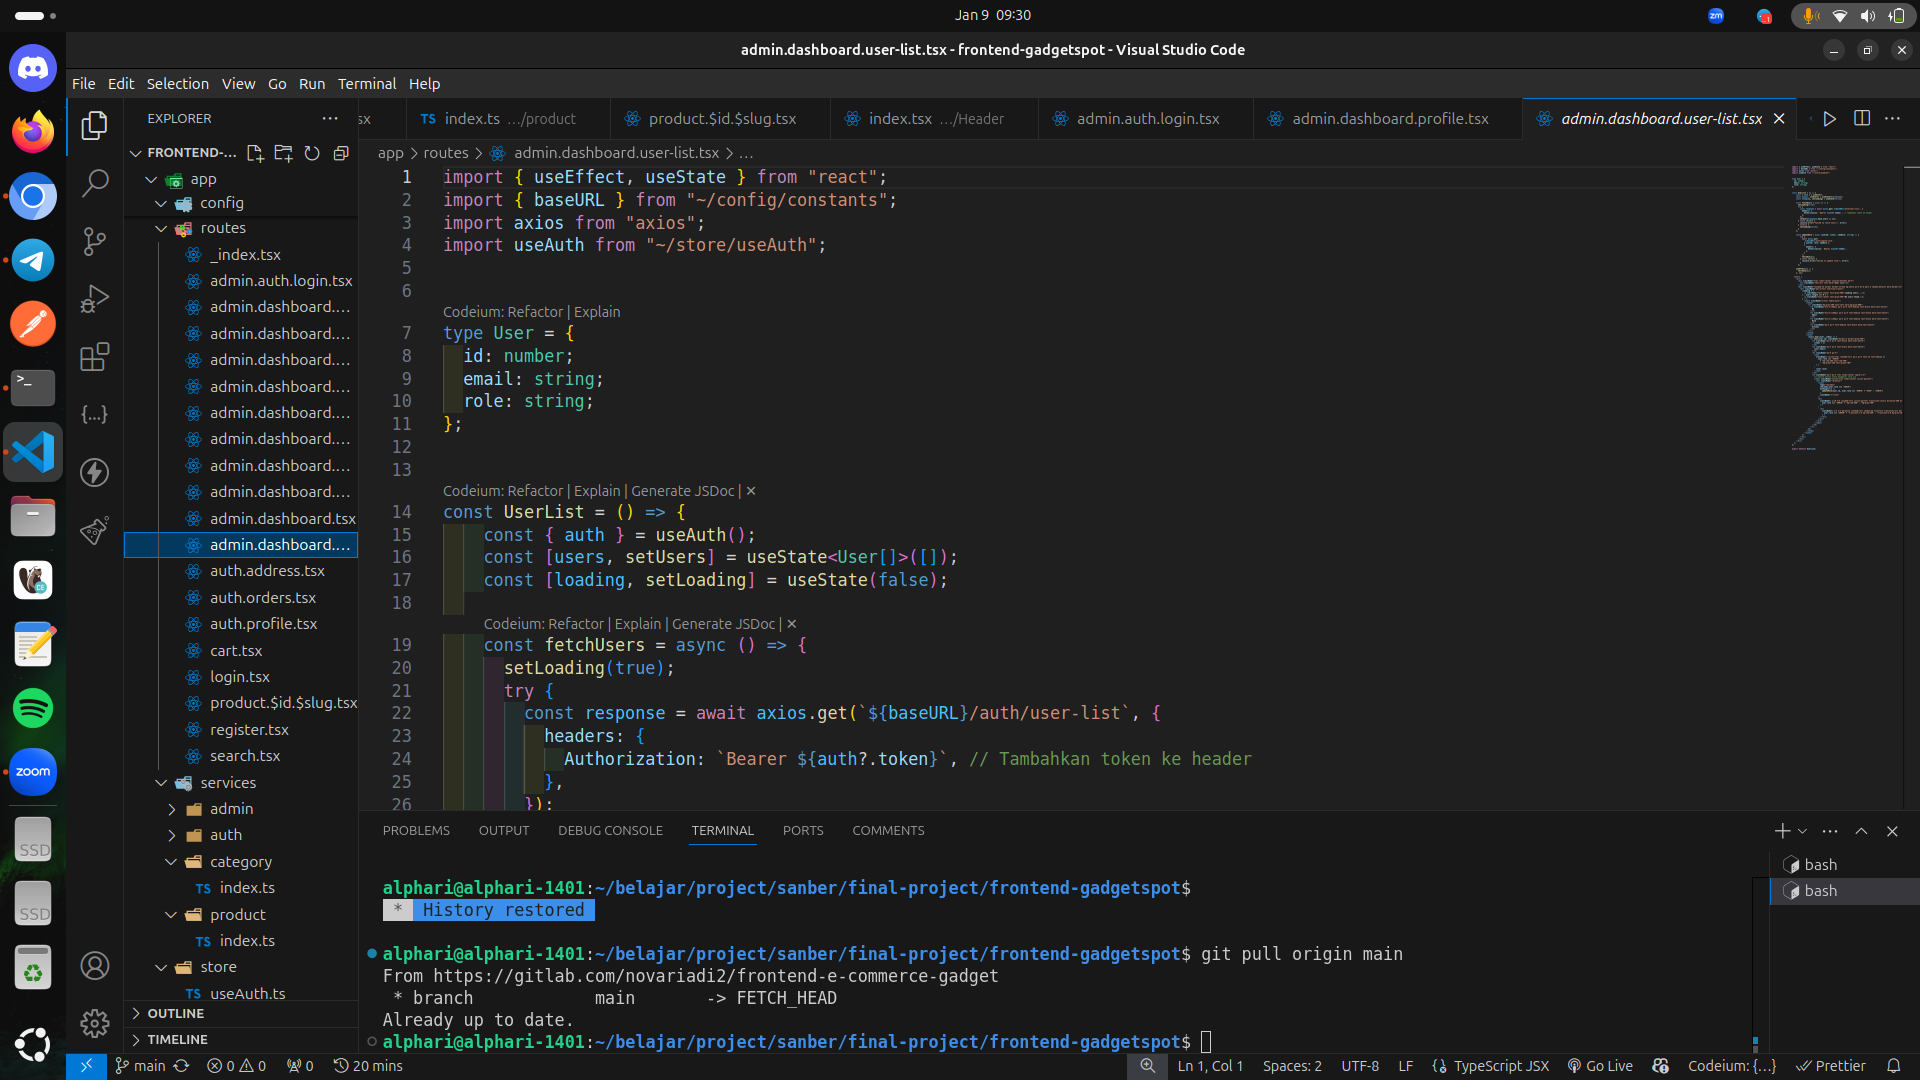 Jan 9 09:30
zm
admin.dashboard.user-list.tsx - frontend-gadgetspot - Visual Studio Code
File Edit Selection View Go Run Terminal Help
EXPLORER
FRONTEND-...
app
config
routes
_index.tsx
admin.auth.login.tsx
admin.dashboard....
admin.dashboard....
admin.dashboard....
admin.dashboard....
admin.dashboard....
admin.dashboard....
admin.dashboard....
admin.dashboard....
admin.dashboard.tsx
admin.dashboard....
auth.address.tsx
auth.orders.tsx
auth.profile.tsx
cart.tsx
login.tsx
product.$id.$slug.tsx
register.tsx
search.tsx
services
admin
auth
category
TS index.ts
product
TS index.ts
store
TS useAuth.ts
OUTLINE
TIMELINE
zoom
SSD
SSD
sx TS index.ts .../product product.$id.$slug.tsx index.tsx .../Header admin.auth.login.tsx admin.dashboard.profile.tsx admin.dashboard.user-list.tsx
app > routes > admin.dashboard.user-list.tsx > ...
1 import { useEffect, useState } from "react";
2 import { baseURL } from "~/config/constants";
3 import axios from "axios";
4 import useAuth from "~/store/useAuth";
5
6
Codeium: Refactor | Explain
7 type User = {
8 id: number;
9 email: string;
10 role: string;
11 };
12
13
Codeium: Refactor | Explain | Generate JSDoc | ✕
14 const UserList = () => {
15 const { auth } = useAuth();
16 const [users, setUsers] = useState<User[]>([]);
17 const [loading, setLoading] = useState(false);
18
Codeium: Refactor | Explain | Generate JSDoc | ✕
19 const fetchUsers = async () => {
20 setLoading(true);
21 try {
22 const response = await axios.get(`${baseURL}/auth/user-list`, {
23 headers: {
24 Authorization: `Bearer ${auth?.token}`, // Tambahkan token ke header
25 },
26 });
PROBLEMS OUTPUT DEBUG CONSOLE TERMINAL PORTS COMMENTS
bash
bash
alphari@alphari-1401:~/belajar/project/sanber/final-project/frontend-gadgetspot$
* History restored
alphari@alphari-1401:~/belajar/project/sanber/final-project/frontend-gadgetspot$ git pull origin main
From https://gitlab.com/novariadi2/frontend-e-commerce-gadget
* branch main -> FETCH_HEAD
Already up to date.
alphari@alphari-1401:~/belajar/project/sanber/final-project/frontend-gadgetspot$
main 0 0 0 20 mins Ln 1, Col 1 Spaces: 2 UTF-8 LF TypeScript JSX Go Live Codeium: {...} Prettier